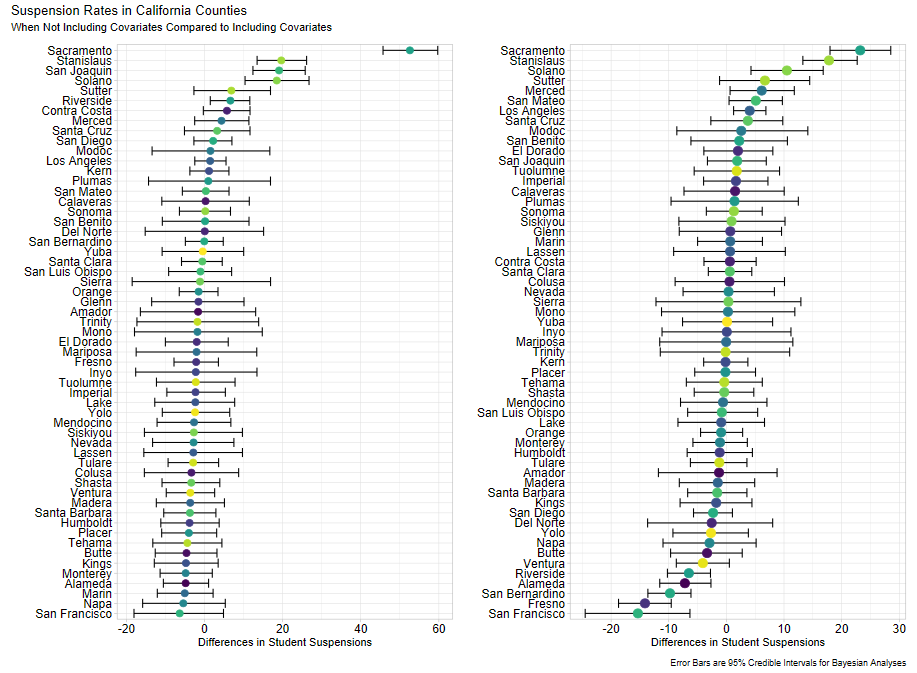 Suspension Rates in California Counties
When Not Including Covariates Compared to Including Covariates
Sacramento
Stanislaus
San Joaquin
Solano
Sutter
Riverside
Contra Costa
Merced
Santa Cruz
San Diego
Modoc
Los Angeles
Kern
Plumas
San Mateo
Calaveras
Sonoma
San Benito
Del Norte
San Bernardino
Yuba
Santa Clara
San Luis Obispo
Sierra
Orange
Glenn
Amador
Trinity
Mono
El Dorado
Mariposa
Fresno
Inyo
Tuolumne
Imperial
Lake
Yolo
Mendocino
Siskiyou
Nevada
Lassen
Tulare
Colusa
Shasta
Ventura
Madera
Santa Barbara
Humboldt
Placer
Tehama
Butte
Kings
Monterey
Alameda
Marin
Napa
San Francisco
-20 0 20 40 60
Differences in Student Suspensions
Sacramento
Stanislaus
Solano
Sutter
Merced
San Mateo
Los Angeles
Santa Cruz
Modoc
San Benito
El Dorado
San Joaquin
Tuolumne
Imperial
Calaveras
Plumas
Sonoma
Siskiyou
Glenn
Marin
Lassen
Contra Costa
Santa Clara
Colusa
Nevada
Sierra
Mono
Yuba
Inyo
Mariposa
Trinity
Kern
Placer
Tehama
Shasta
Mendocino
San Luis Obispo
Lake
Orange
Monterey
Humboldt
Tulare
Amador
Madera
Santa Barbara
Kings
San Diego
Del Norte
Yolo
Napa
Butte
Ventura
Riverside
Alameda
San Bernardino
Fresno
San Francisco
-20 -10 0 10 20 30
Differences in Student Suspensions
Error Bars are 95% Credible Intervals for Bayesian Analyses